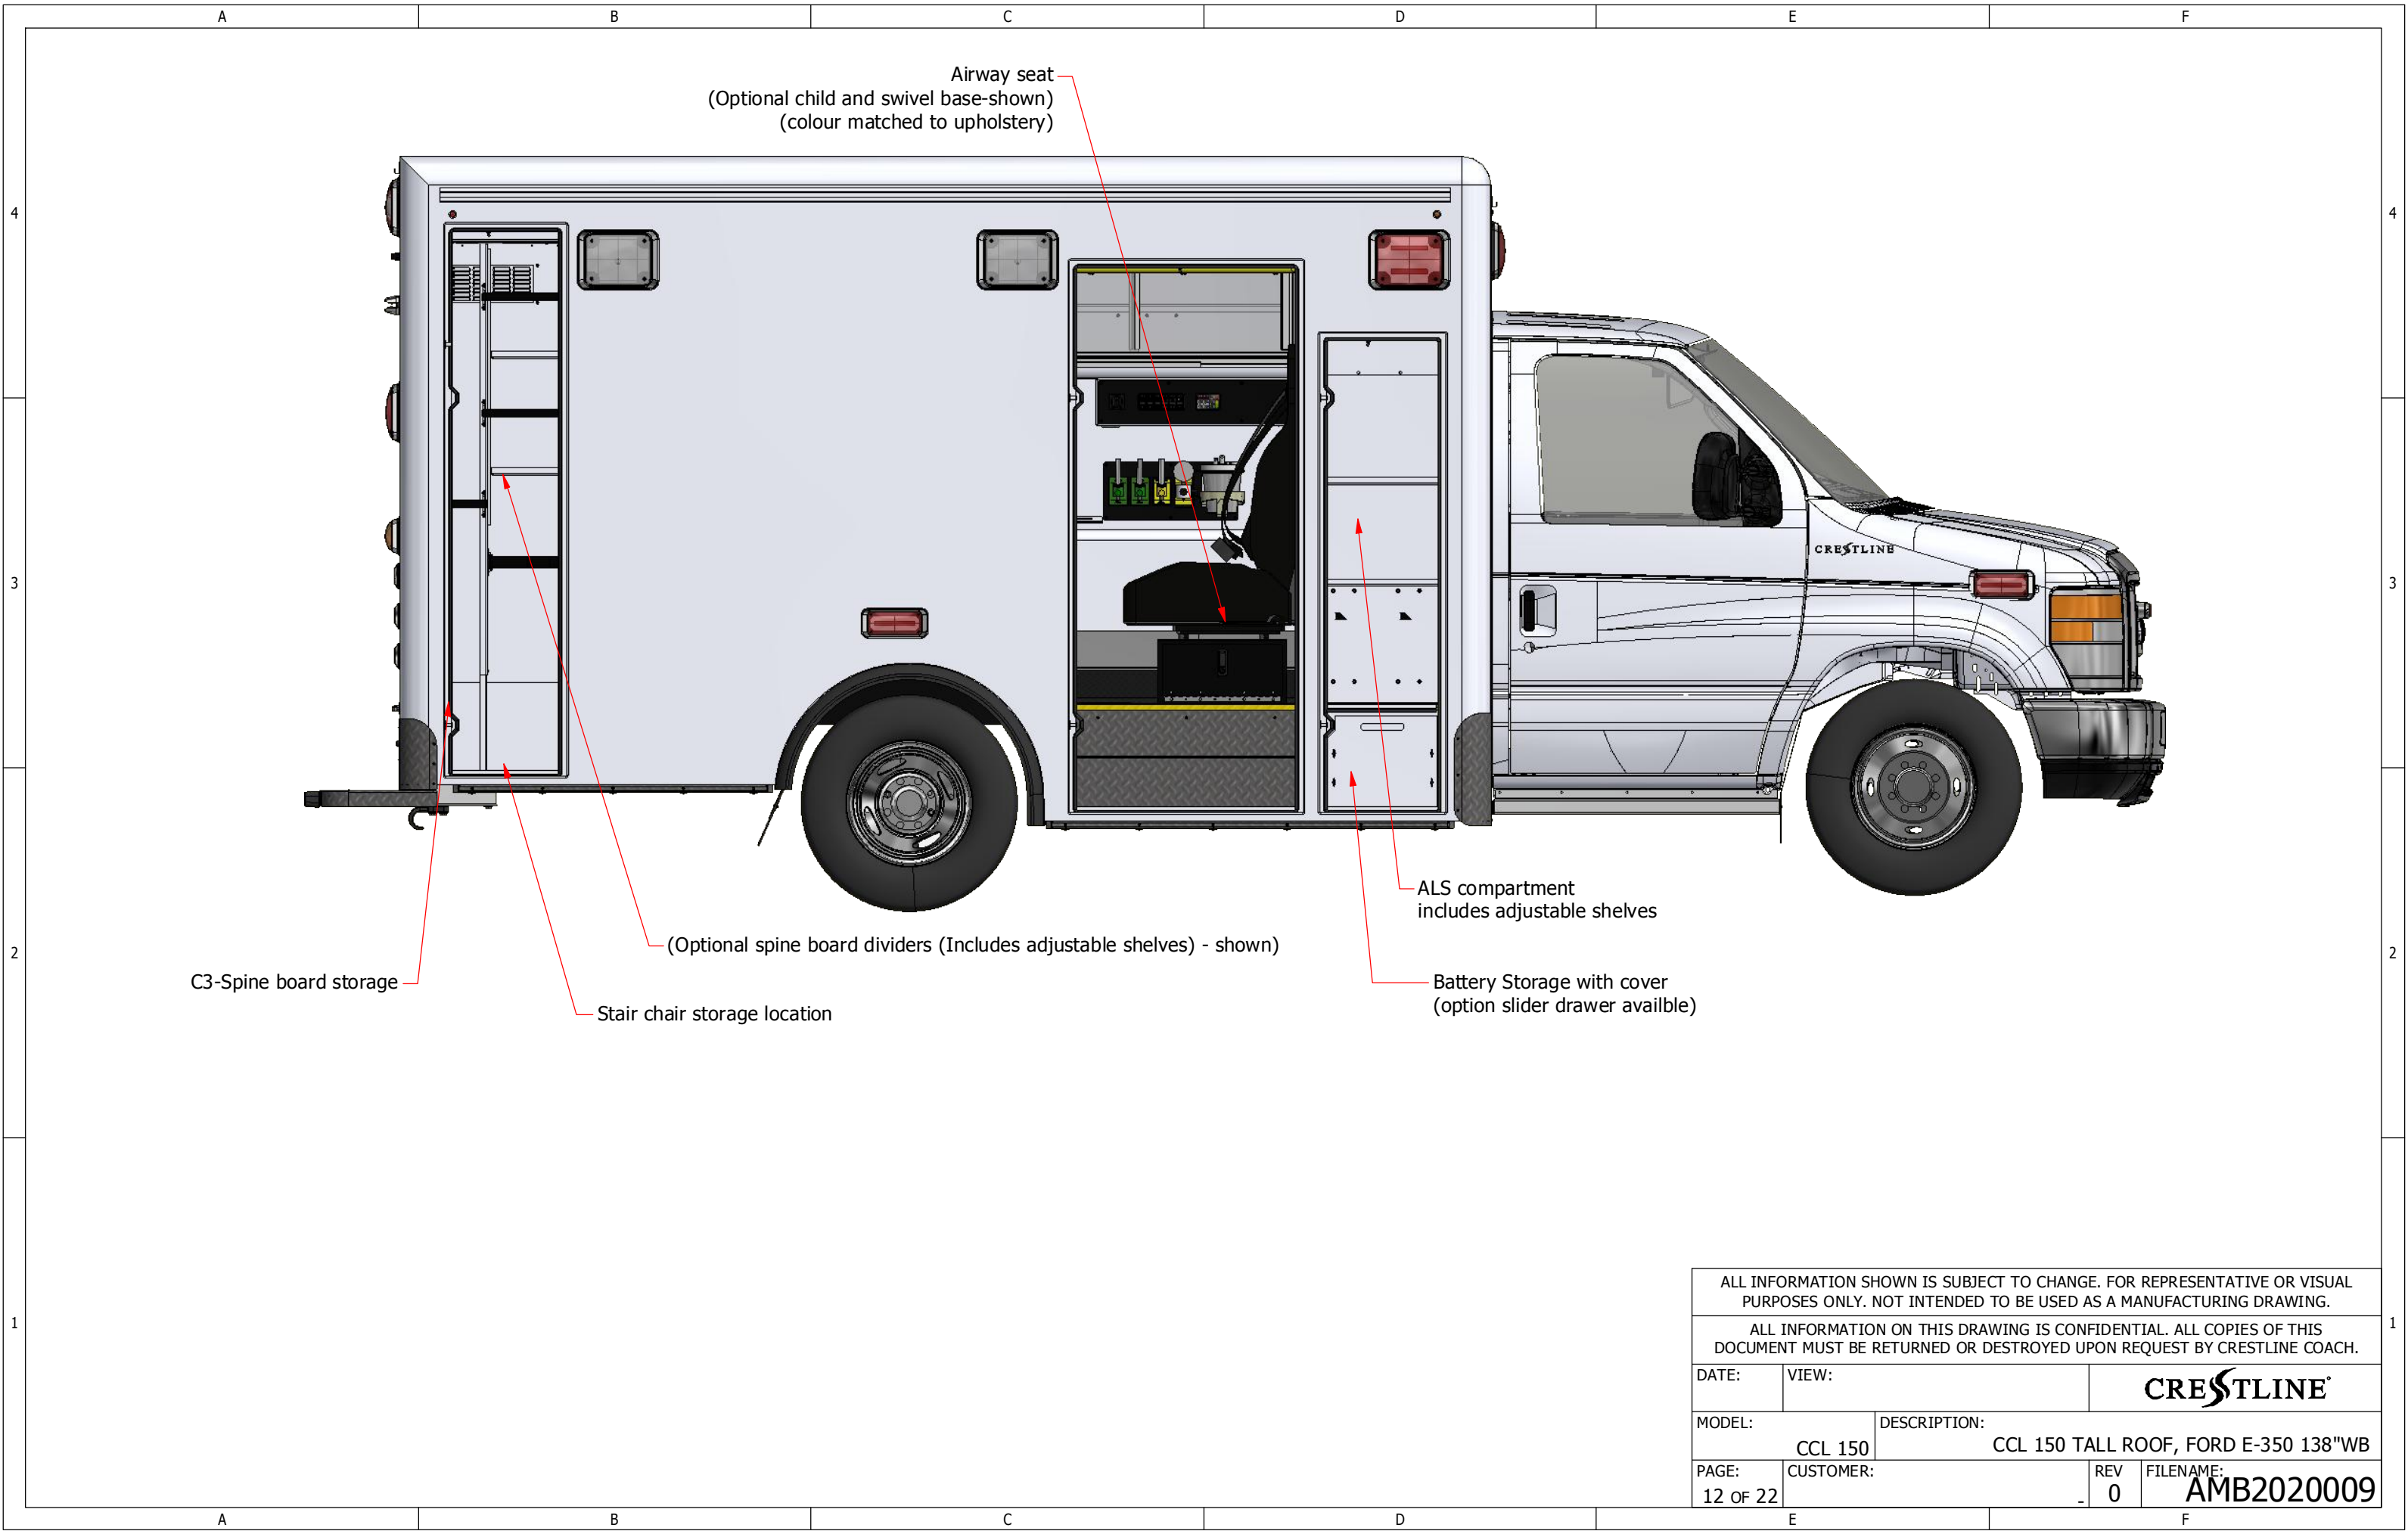 A B C D E F
Airway seat
(Optional child and swivel base-shown)
(colour matched to upholstery)
4 4
CRESTLINE
3 3
ALS compartment
includes adjustable shelves
(Optional spine board dividers (Includes adjustable shelves) - shown)
2 2
C3-Spine board storage
Battery Storage with cover
(option slider drawer availble)
Stair chair storage location
ALL INFORMATION SHOWN IS SUBJECT TO CHANGE. FOR REPRESENTATIVE OR VISUAL
PURPOSES ONLY. NOT INTENDED TO BE USED AS A MANUFACTURING DRAWING.
1 1
ALL INFORMATION ON THIS DRAWING IS CONFIDENTIAL. ALL COPIES OF THIS
DOCUMENT MUST BE RETURNED OR DESTROYED UPON REQUEST BY CRESTLINE COACH.
DATE: VIEW: CRESTLINE
MODEL: DESCRIPTION:
CCL 150 CCL 150 TALL ROOF, FORD E-350 138"WB
PAGE: CUSTOMER: REV FILENAME:
12 OF 22 - 0 AMB2020009
A B C D E F